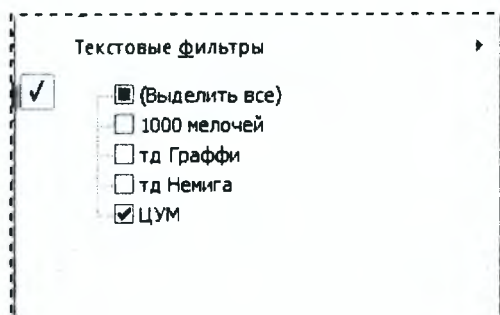 Текстовые фильтры
(Выделить все)
1000 мелочей
тд Граффи
тд Немига
ЦУМ